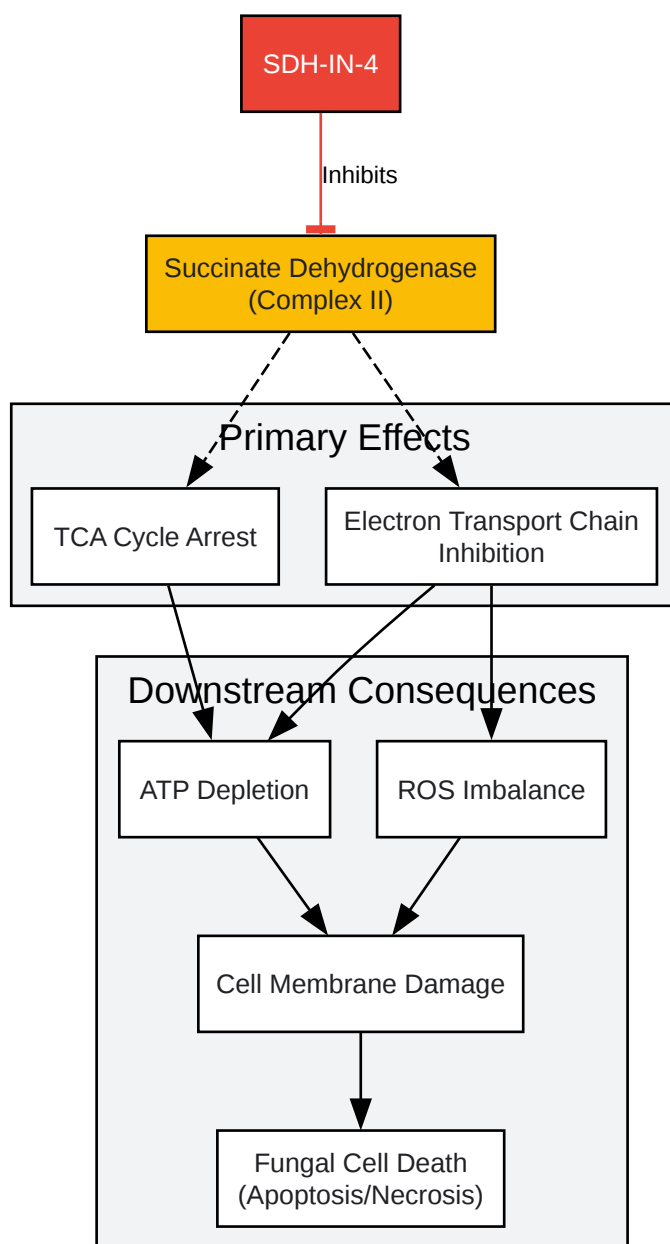 SDH-IN-4
Inhibits
Succinate Dehydrogenase
(Complex II)
Primary Effects
TCA Cycle Arrest
Electron Transport Chain
Inhibition
Downstream Consequences
ATP Depletion
ROS Imbalance
Cell Membrane Damage
Fungal Cell Death
(Apoptosis/Necrosis)